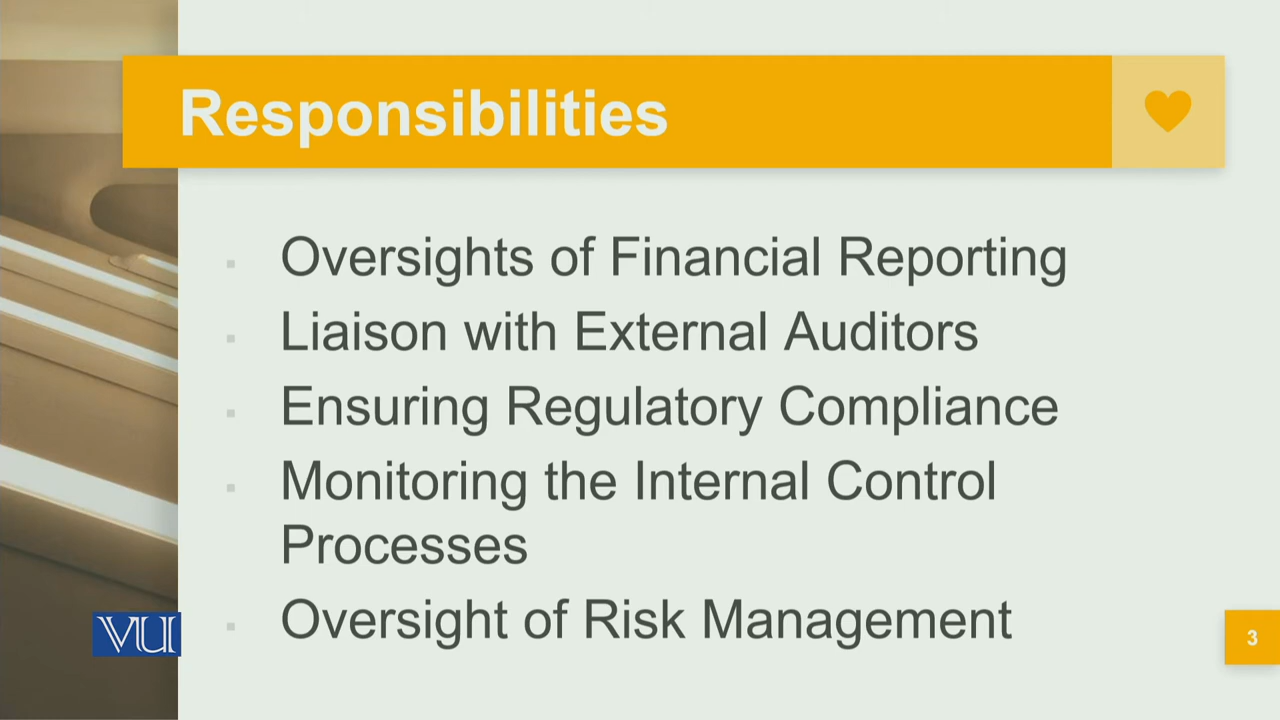 Responsibilities
Oversights of Financial Reporting
Liaison with External Auditors
Ensuring Regulatory Compliance
Monitoring the Internal Control
Processes
Oversight of Risk Management
VU
3